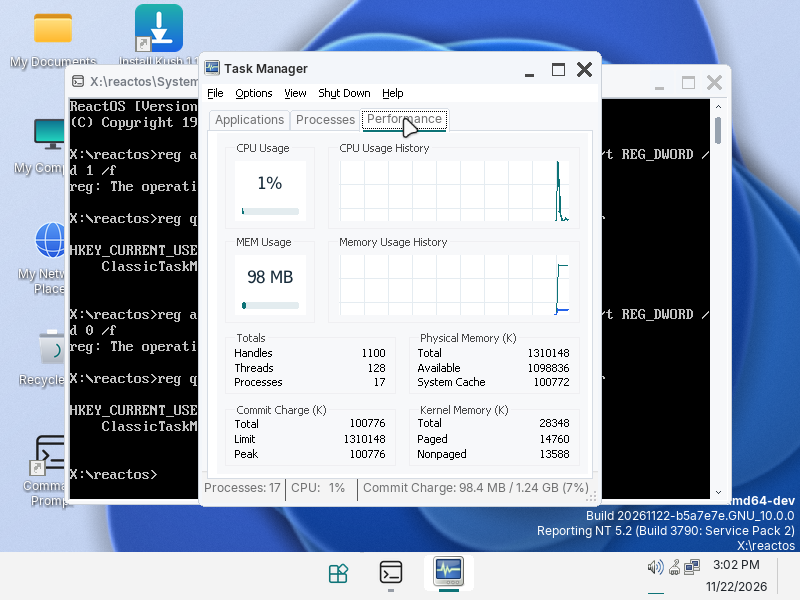 My Documents
Install Kush 1.
My Com
My Netw
Place
Recycle
Comma
Promp
X:\reactos\System
ReactOS [Version
(C) Copyright 19
X:\reactos>reg a
/t REG_DWORD /
d 1 /f
reg: The operati
X:\reactos>reg q
HKEY_CURRENT_USE
ClassicTaskM
X:\reactos>reg a
/t REG_DWORD /
d 0 /f
reg: The operati
X:\reactos>reg q
HKEY_CURRENT_USE
ClassicTaskM
X:\reactos>
Task Manager
File Options View Shut Down Help
Applications Processes Performance
CPU Usage CPU Usage History
1%
MEM Usage Memory Usage History
98 MB
Totals
Handles 1100
Threads 128
Processes 17
Physical Memory (K)
Total 1310148
Available 1098836
System Cache 100772
Commit Charge (K)
Total 100776
Limit 1310148
Peak 100776
Kernel Memory (K)
Total 28348
Paged 14760
Nonpaged 13588
Processes: 17 CPU: 1% Commit Charge: 98.4 MB / 1.24 GB (7%)
md64-dev
Build 20261122-b5a7e7e.GNU_10.0.0
Reporting NT 5.2 (Build 3790: Service Pack 2)
X:\reactos
3:02 PM
11/22/2026